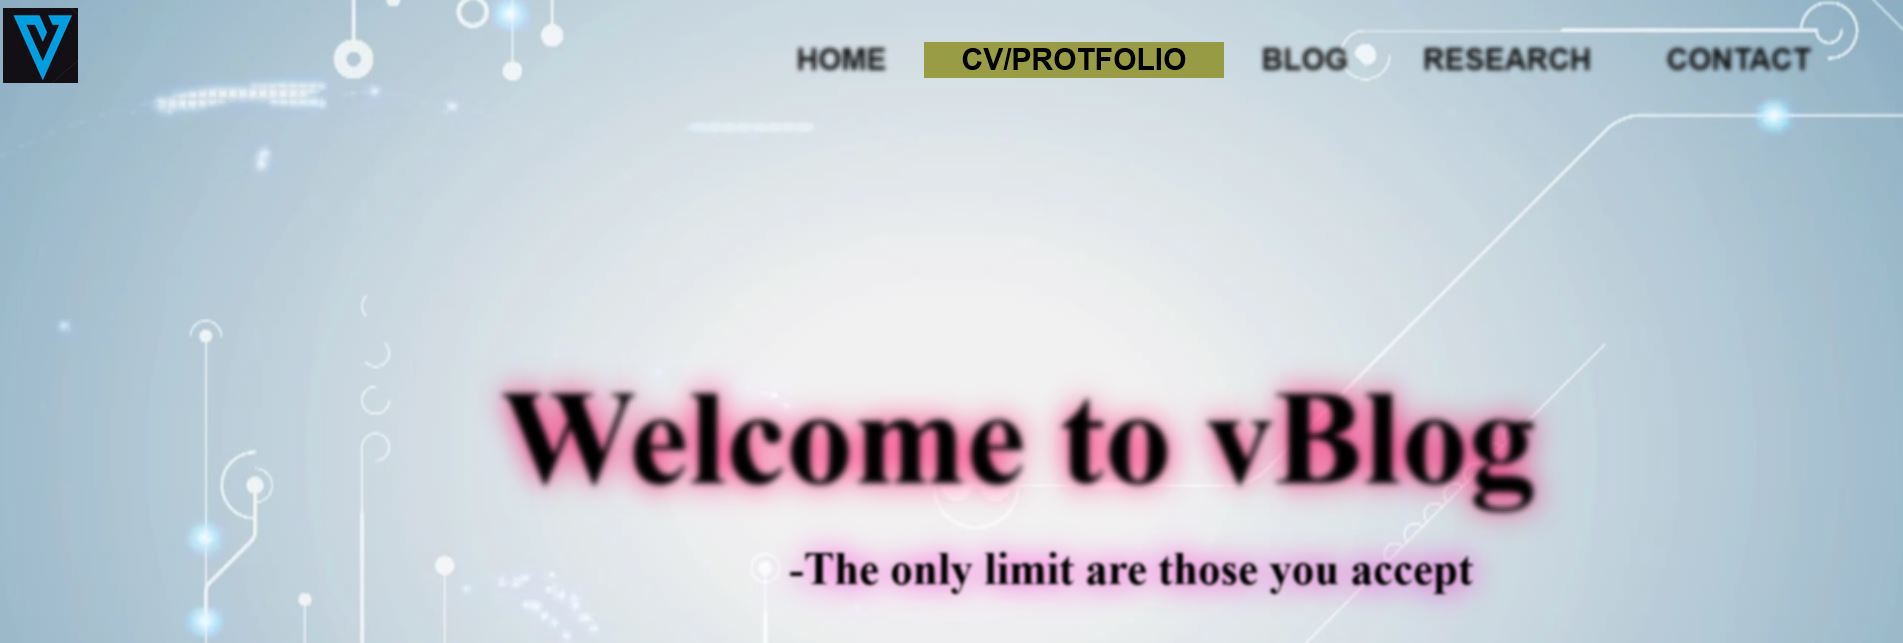 HOME CV/PROTFOLIO BLOG RESEARCH CONTACT
Welcome to vBlog
-The only limit are those you accept